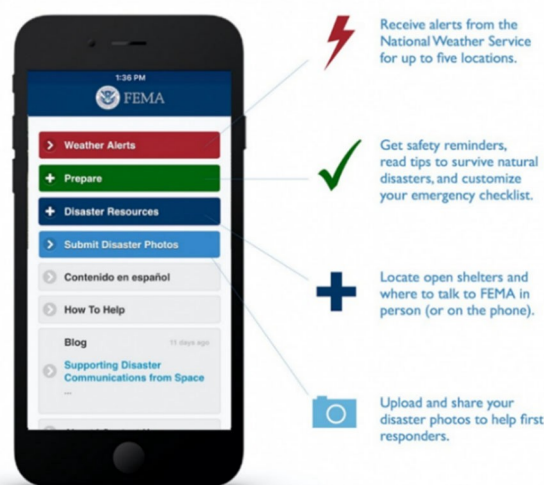 1:36 PM
FEMA
Weather Alerts
Prepare
Disaster Resources
Submit Disaster Photos
Contenido en español
How To Help
Blog
11 days ago
Supporting Disaster
Communications from Space
...
Receive alerts from the
National Weather Service
for up to five locations.
Get safety reminders,
read tips to survive natural
disasters, and customize
your emergency checklist.
Locate open shelters and
where to talk to FEMA in
person (or on the phone).
Upload and share your
disaster photos to help first
responders.